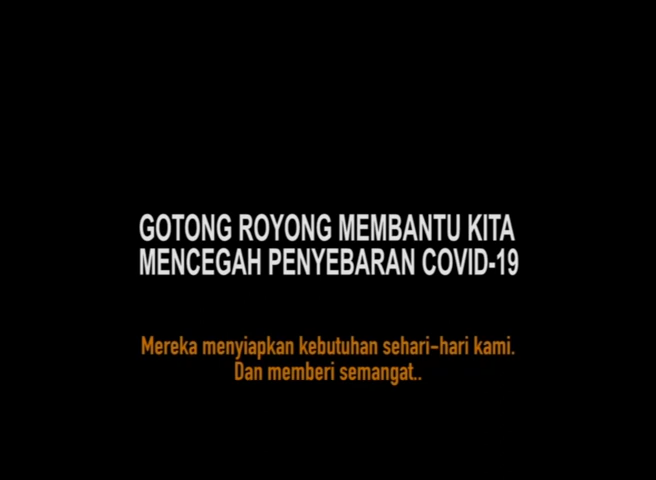 GOTONG ROYONG MEMBANTU KITA
MENCEGAH PENYEBARAN COVID-19
Mereka menyiapkan kebutuhan sehari-hari kami.
Dan memberi semangat..